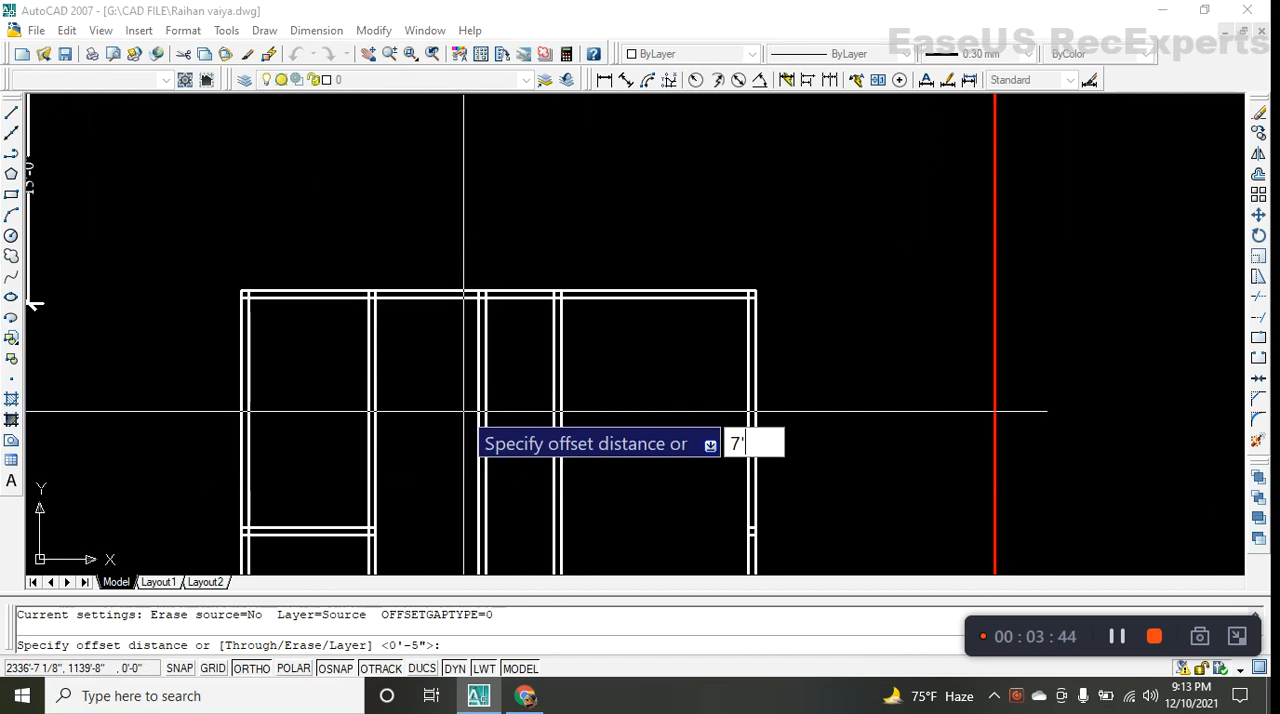 AutoCAD 2007 - [G:\CAD FILE\Raihan vaiya.dwg]
File Edit View Insert Format Tools Draw Dimension Modify Window Help
EaseUS RecExperts
ByLayer ByLayer 0.30 mm ByColor
0 Standard
15'-0
Specify offset distance or 7'
A
Y
X
Model Layout1 Layout2
Current settings: Erase source=No Layer=Source OFFSETGAPTYPE=0
Specify offset distance or [Through/Erase/Layer] <0'-5">:
00:03:44
2336'-7 1/8", 1139'-8" , 0'-0" SNAP GRID ORTHO POLAR OSNAP OTRACK DUCS DYN LWT MODEL
Type here to search
75°F Haze
9:13 PM
12/10/2021